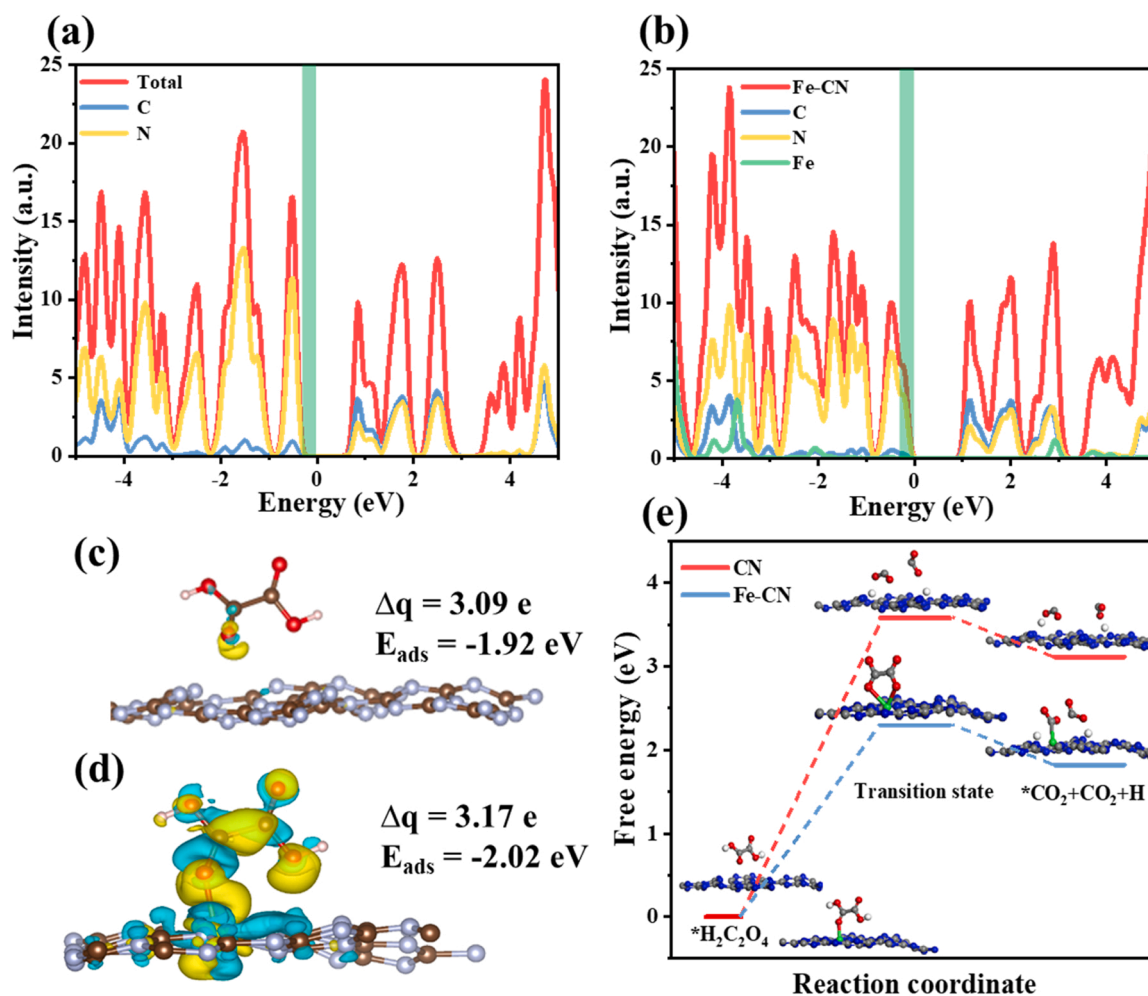 (a)
Total
C
N
Intensity (a.u.)
25
20
15
10
5
0
-4
-2
0
2
4
Energy (eV)
(b)
Fe-CN
C
N
Fe
Intensity (a.u.)
25
20
15
10
5
0
-4
-2
0
2
4
Energy (eV)
(c)
Δq = 3.09 e
Eads = -1.92 eV
(d)
Δq = 3.17 e
Eads = -2.02 eV
(e)
CN
Fe-CN
Free energy (eV)
4
3
2
1
0
Transition state
*CO₂+CO₂+H
*H₂C₂O₄
Reaction coordinate